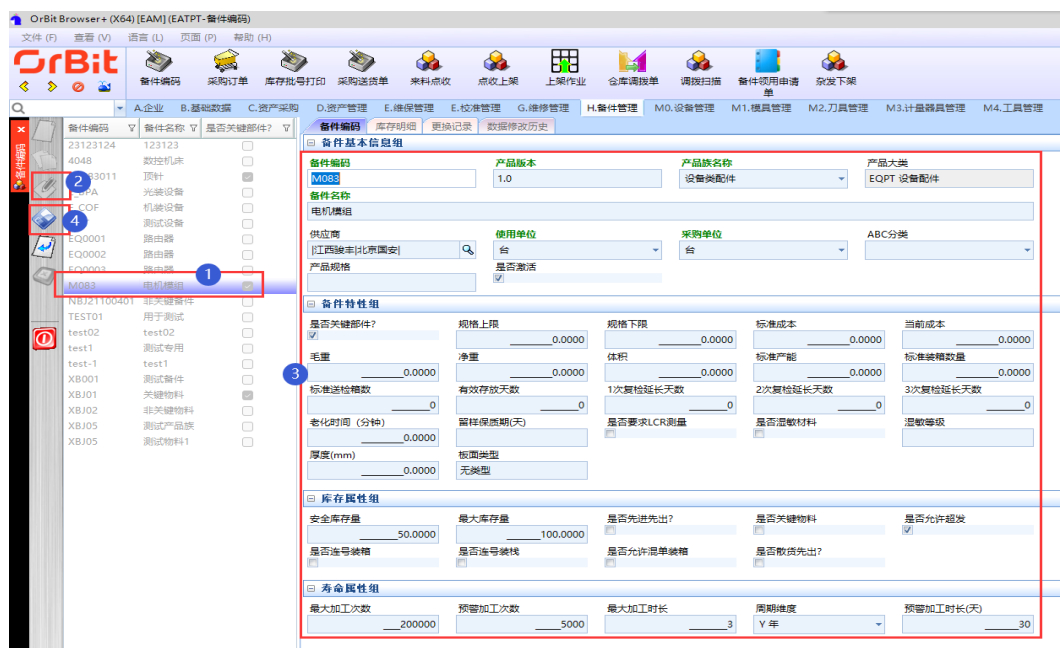 OrBit Browser+ (X64) [EAM] (EATPT-备件编码)
文件 (F) 查看 (V) 语言 (L) 页面 (P) 帮助 (H)
OrBit
备件编码 采购订单 库存批号打印 采购送货单 来料点收 点收上架 上架作业 仓库调拨单 调拨扫描 备件领用申请单 杂发下架
A.企业 B.基础数据 C.资产采购 D.资产管理 E.维保管理 E.校准管理 G.维修管理 H.备件管理 M0.设备管理 M1.模具管理 M2.刀具管理 M3.计量器具管理 M4.工具管理
备件编码
备件编码 备件名称 是否关键部件?
23123124 123123
4048 数控机床
3011 顶针
PA 光装设备
COF 机装设备
测试设备
EQ0001 路由器
EQ0002 路由器
EQ0003 路由器
M083 电机模组
NBJ21100401 非关键备件
TEST01 用于测试
test02 test02
test1 测试专用
test-1 test1
XB001 测试备件
XBJ01 关键物料
XBJ02 非关键物料
XBJ05 测试产品族
XBJ05 测试物料1
1
2
3
4
备件编码 库存明细 更换记录 数据修改历史
备件基本信息组
备件编码 产品版本 产品族名称 产品大类
M083 1.0 设备类配件 EQPT 设备配件
备件名称
电机模组
供应商 使用单位 采购单位 ABC分类
|江西骏丰|北京国安| 台 台
产品规格 是否激活
备件特性组
是否关键部件? 规格上限 规格下限 标准成本 当前成本
0.0000 0.0000 0.0000 0.0000
毛重 净重 体积 标准产能 标准装箱数量
0.0000 0.0000 0.0000 0.0000 0.0000
标准送检箱数 有效存放天数 1次复检延长天数 2次复检延长天数 3次复检延长天数
0 0 0 0 0
老化时间（分钟） 留样保质期(天) 是否要求LCR测量 是否湿敏材料 湿敏等级
0.0000
厚度(mm) 板面类型
0.0000 无类型
库存属性组
安全库存量 最大库存量 是否先进先出? 是否关键物料 是否允许超发
50.0000 100.0000
是否连号装箱 是否连号装栈 是否允许混单装箱 是否散货先出?
寿命属性组
最大加工次数 预警加工次数 最大加工时长 周期维度 预警加工时长(天)
200000 5000 3 Y 年 30